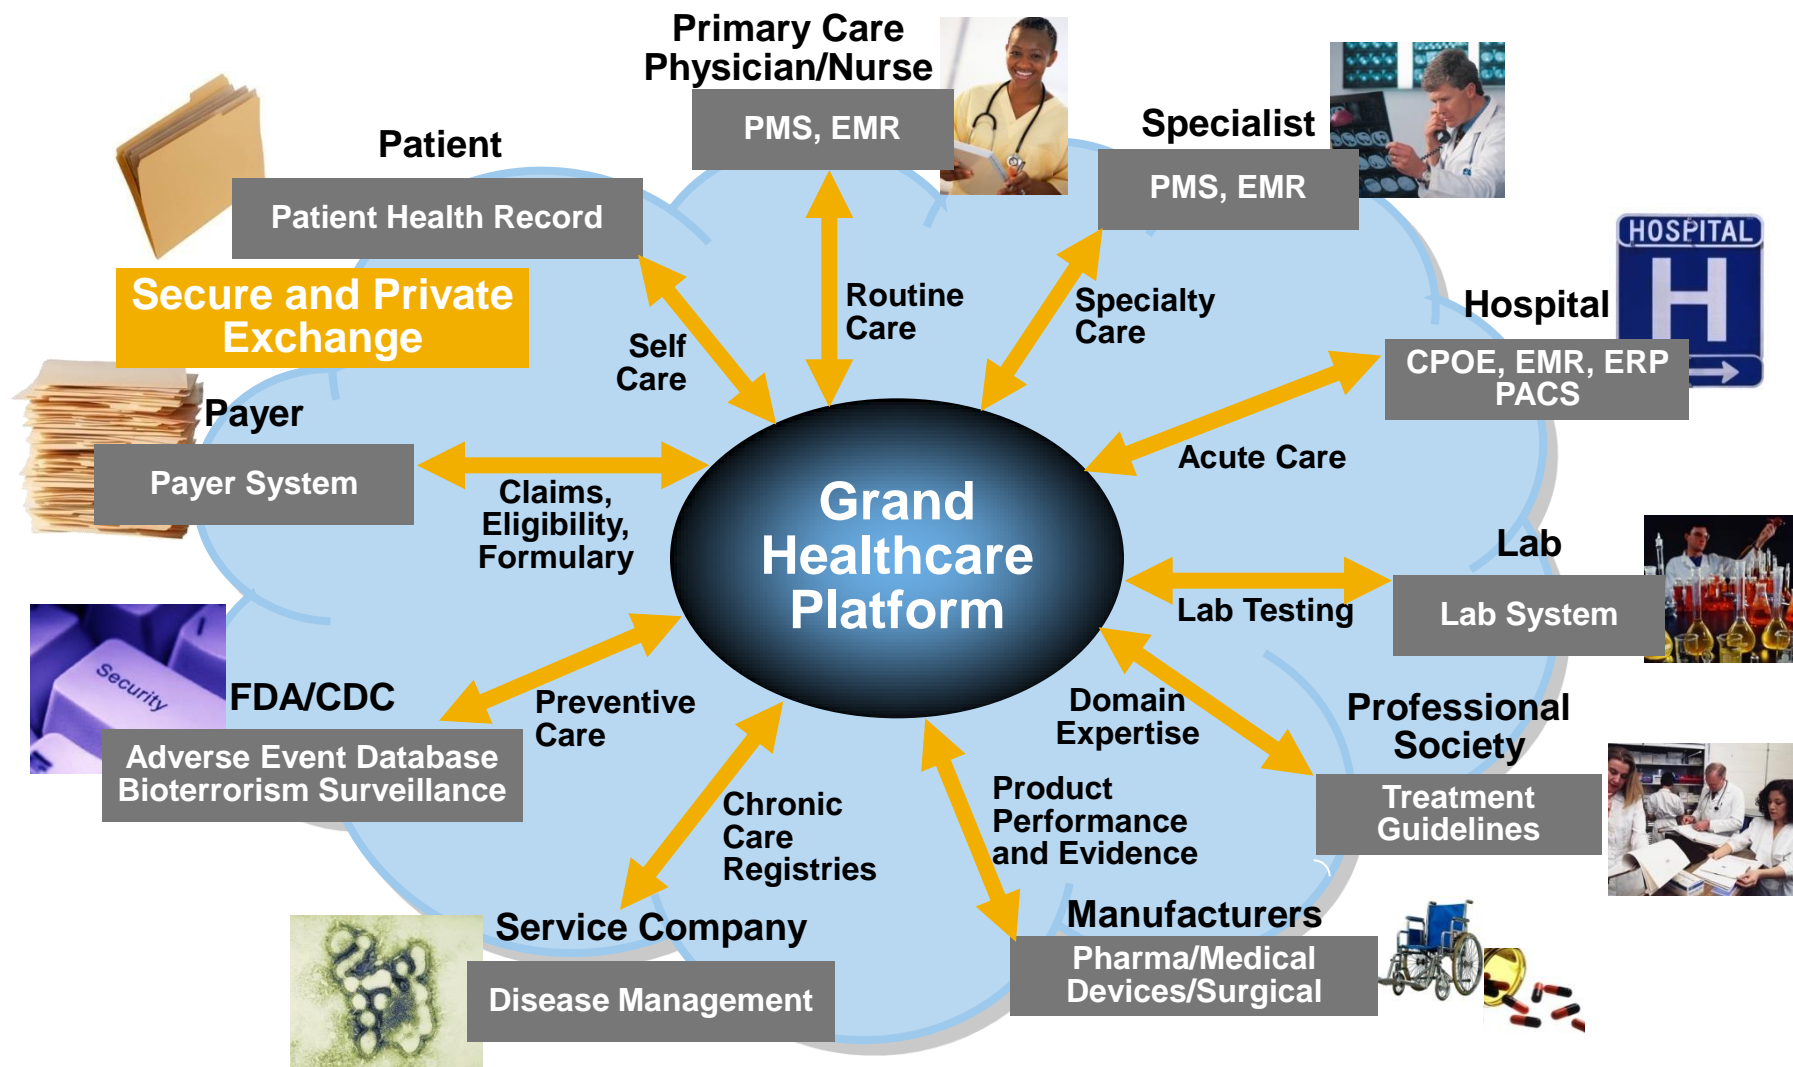 Primary Care
Physician/Nurse
PMS, EMR
Specialist
PMS, EMR
Patient
Patient Health Record
HOSPITAL
H
Hospital
CPOE, EMR, ERP
PACS
Secure and Private
Exchange
Routine
Care
Specialty
Care
Self
Care
Payer
Payer System
Acute Care
Claims,
Eligibility,
Formulary
Grand
Healthcare
Platform
Lab
Lab System
Lab Testing
Security
FDA/CDC
Adverse Event Database
Bioterrorism Surveillance
Preventive
Care
Domain
Expertise
Professional
Society
Treatment
Guidelines
Chronic
Care
Registries
Product
Performance
and Evidence
Service Company
Disease Management
Manufacturers
Pharma/Medical
Devices/Surgical